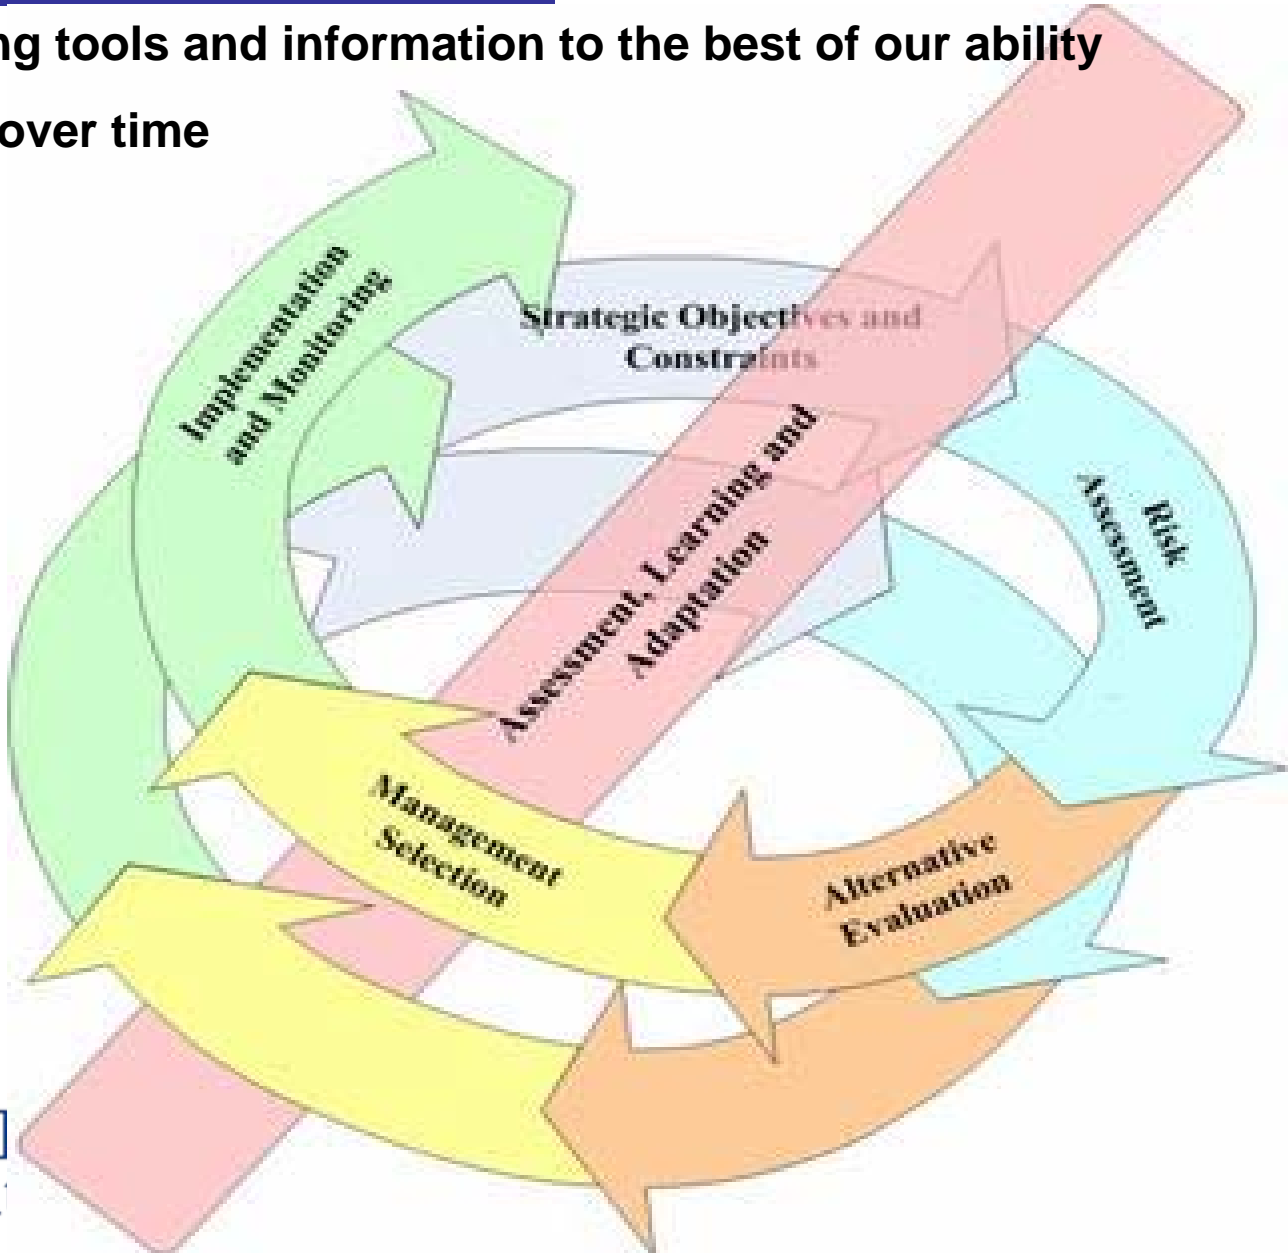 ng tools and information to the best of our ability
over time
Implementation
and Monitoring
Strategic Objectives and
Constraints
Assessment, Learning and
Adaptation
Risk
Assessment
Management
Selection
Alternative
Evaluation